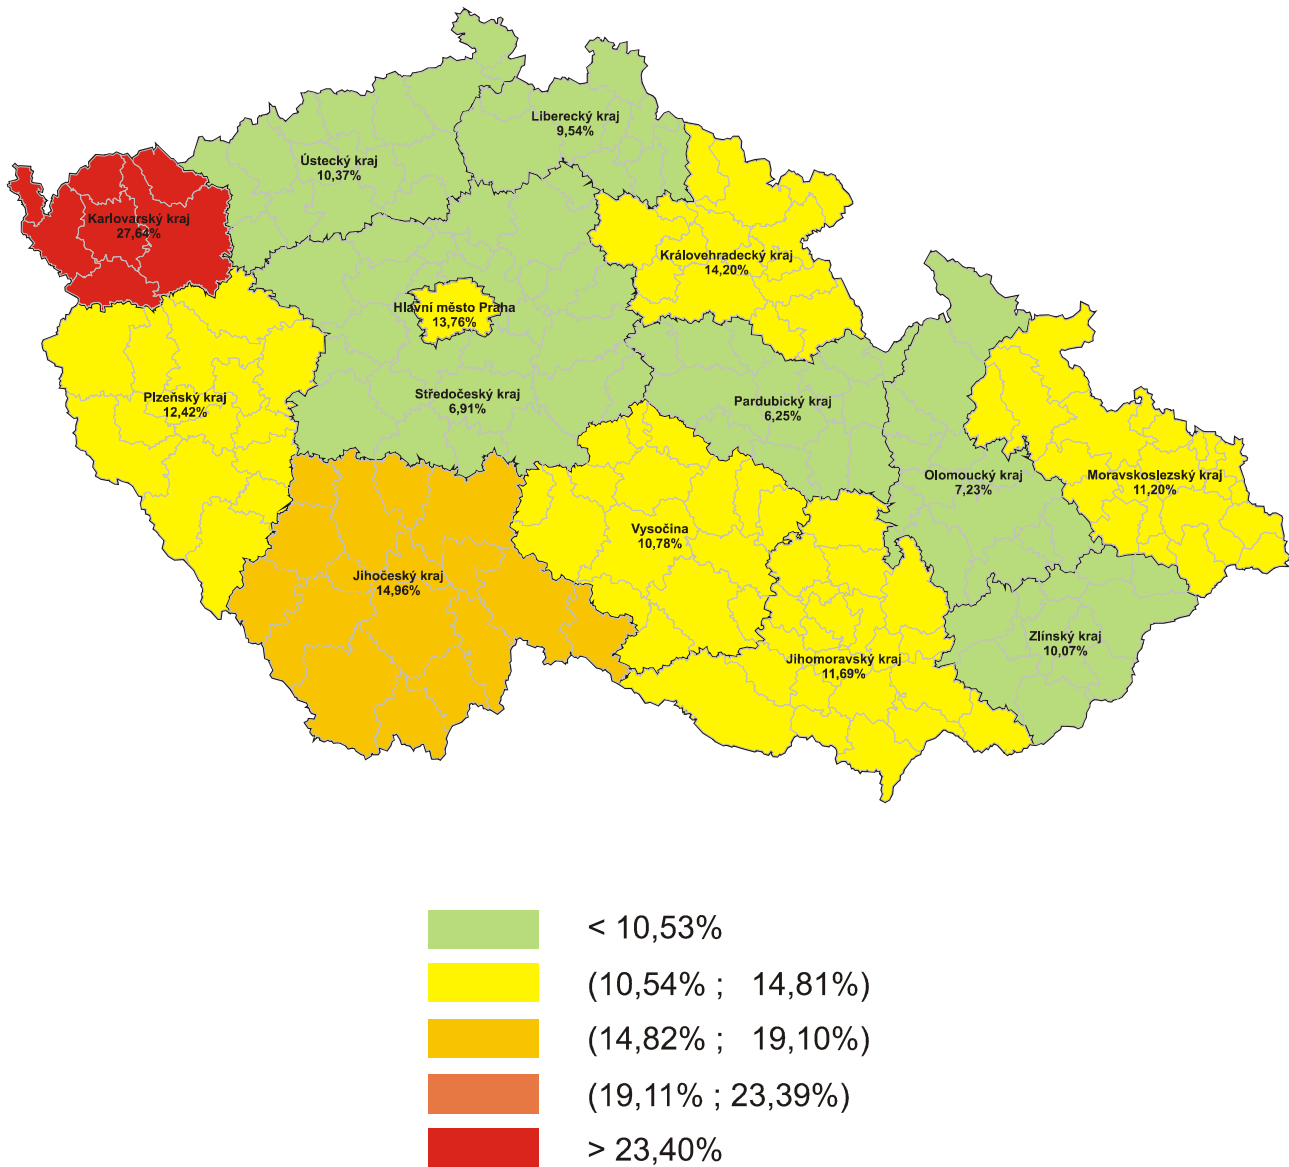 Liberecký kraj
9,54%
Ústecký kraj
10,37%
Karlovarský kraj
27,64%
Královehradecký kraj
14,20%
Hlavní město Praha
13,76%
Plzeňský kraj
12,42%
Středočeský kraj
6,91%
Pardubický kraj
6,25%
Olomoucký kraj
7,23%
Moravskoslezský kraj
11,20%
Vysočina
10,78%
Jihočeský kraj
14,96%
Zlínský kraj
10,07%
Jihomoravský kraj
11,69%
< 10,53%
(10,54% ; 14,81%)
(14,82% ; 19,10%)
(19,11% ; 23,39%)
> 23,40%